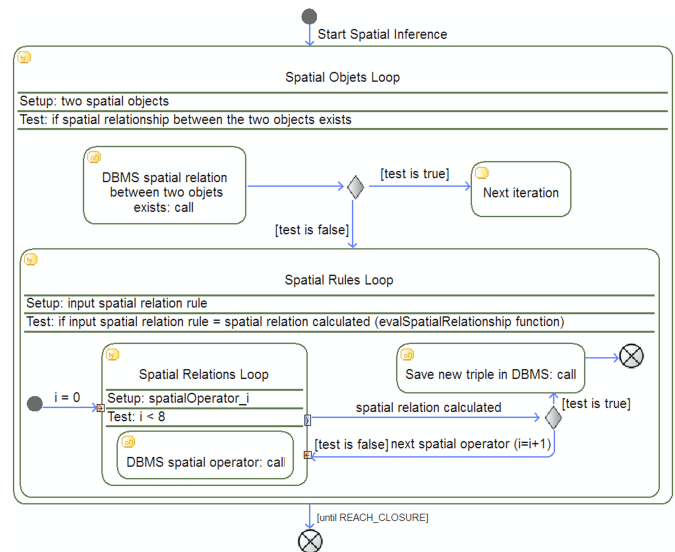 Start Spatial Inference
Spatial Objets Loop
Setup: two spatial objects
Test: if spatial relationship between the two objects exists
DBMS spatial relation
between two objets
exists: call
[test is true]
Next iteration
[test is false]
Spatial Rules Loop
Setup: input spatial relation rule
Test: if input spatial relation rule = spatial relation calculated (evalSpatialRelationship function)
Spatial Relations Loop
Save new triple in DBMS: call
i = 0
Setup: spatialOperator_i
Test: i < 8
spatial relation calculated
[test is true]
[test is false] next spatial operator (i=i+1)
DBMS spatial operator: call
[until REACH_CLOSURE]